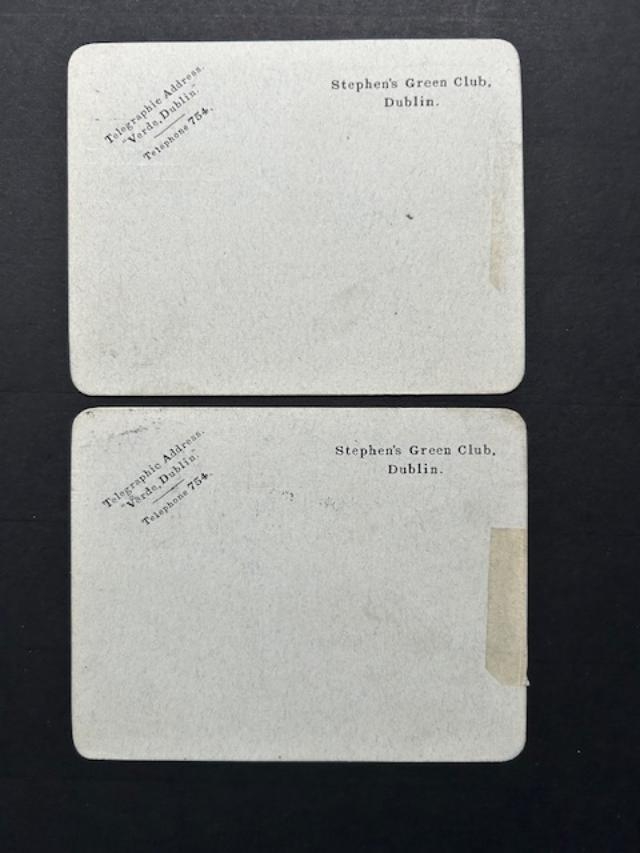 Telegraphic Address.
"Verde, Dublin."
Telephone 754.
Stephen's Green Club,
Dublin.
Telegraphic Address.
"Verde, Dublin."
Telephone 754.
Stephen's Green Club,
Dublin.